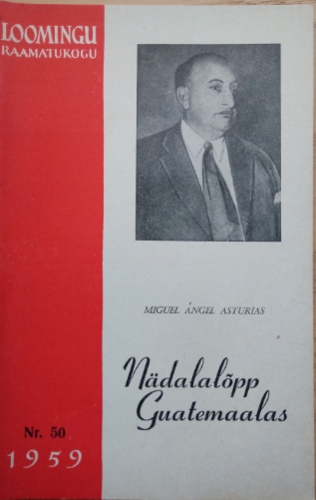 LOOMINGU
RAAMATUKOGU
MIGUEL ÁNGEL ASTURIAS
Nädalalõpp
Guatemaalas
Nr. 50
1959